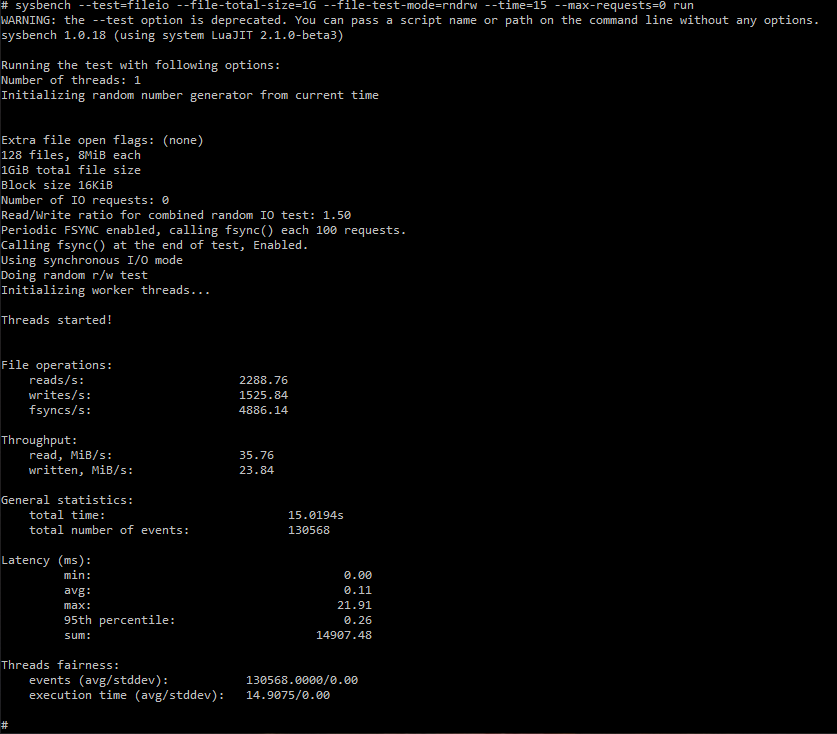 # sysbench --test=fileio --file-total-size=1G --file-test-mode=rndrw --time=15 --max-requests=0 run
WARNING: the --test option is deprecated. You can pass a script name or path on the command line without any options.
sysbench 1.0.18 (using system LuaJIT 2.1.0-beta3)
Running the test with following options:
Number of threads: 1
Initializing random number generator from current time
Extra file open flags: (none)
128 files, 8MiB each
1GiB total file size
Block size 16KiB
Number of IO requests: 0
Read/Write ratio for combined random IO test: 1.50
Periodic FSYNC enabled, calling fsync() each 100 requests.
Calling fsync() at the end of test, Enabled.
Using synchronous I/O mode
Doing random r/w test
Initializing worker threads...
Threads started!
File operations:
reads/s: 2288.76
writes/s: 1525.84
fsyncs/s: 4886.14
Throughput:
read, MiB/s: 35.76
written, MiB/s: 23.84
General statistics:
total time: 15.0194s
total number of events: 130568
Latency (ms):
min: 0.00
avg: 0.11
max: 21.91
95th percentile: 0.26
sum: 14907.48
Threads fairness:
events (avg/stddev): 130568.0000/0.00
execution time (avg/stddev): 14.9075/0.00
#